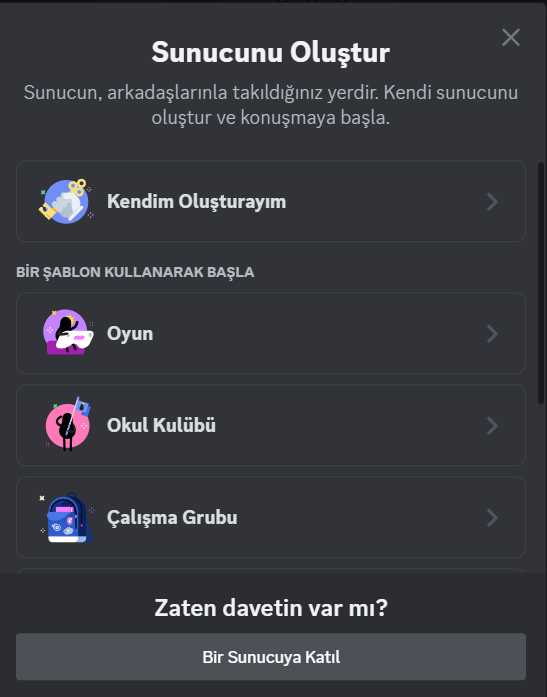 Sunucunu Oluştur
Sunucun, arkadaşlarınla takıldığınız yerdir. Kendi sunucunu
oluştur ve konuşmaya başla.
Kendim Oluşturayım
BİR ŞABLON KULLANARAK BAŞLA
Oyun
Okul Kulübü
Çalışma Grubu
Zaten davetin var mı?
Bir Sunucuya Katıl